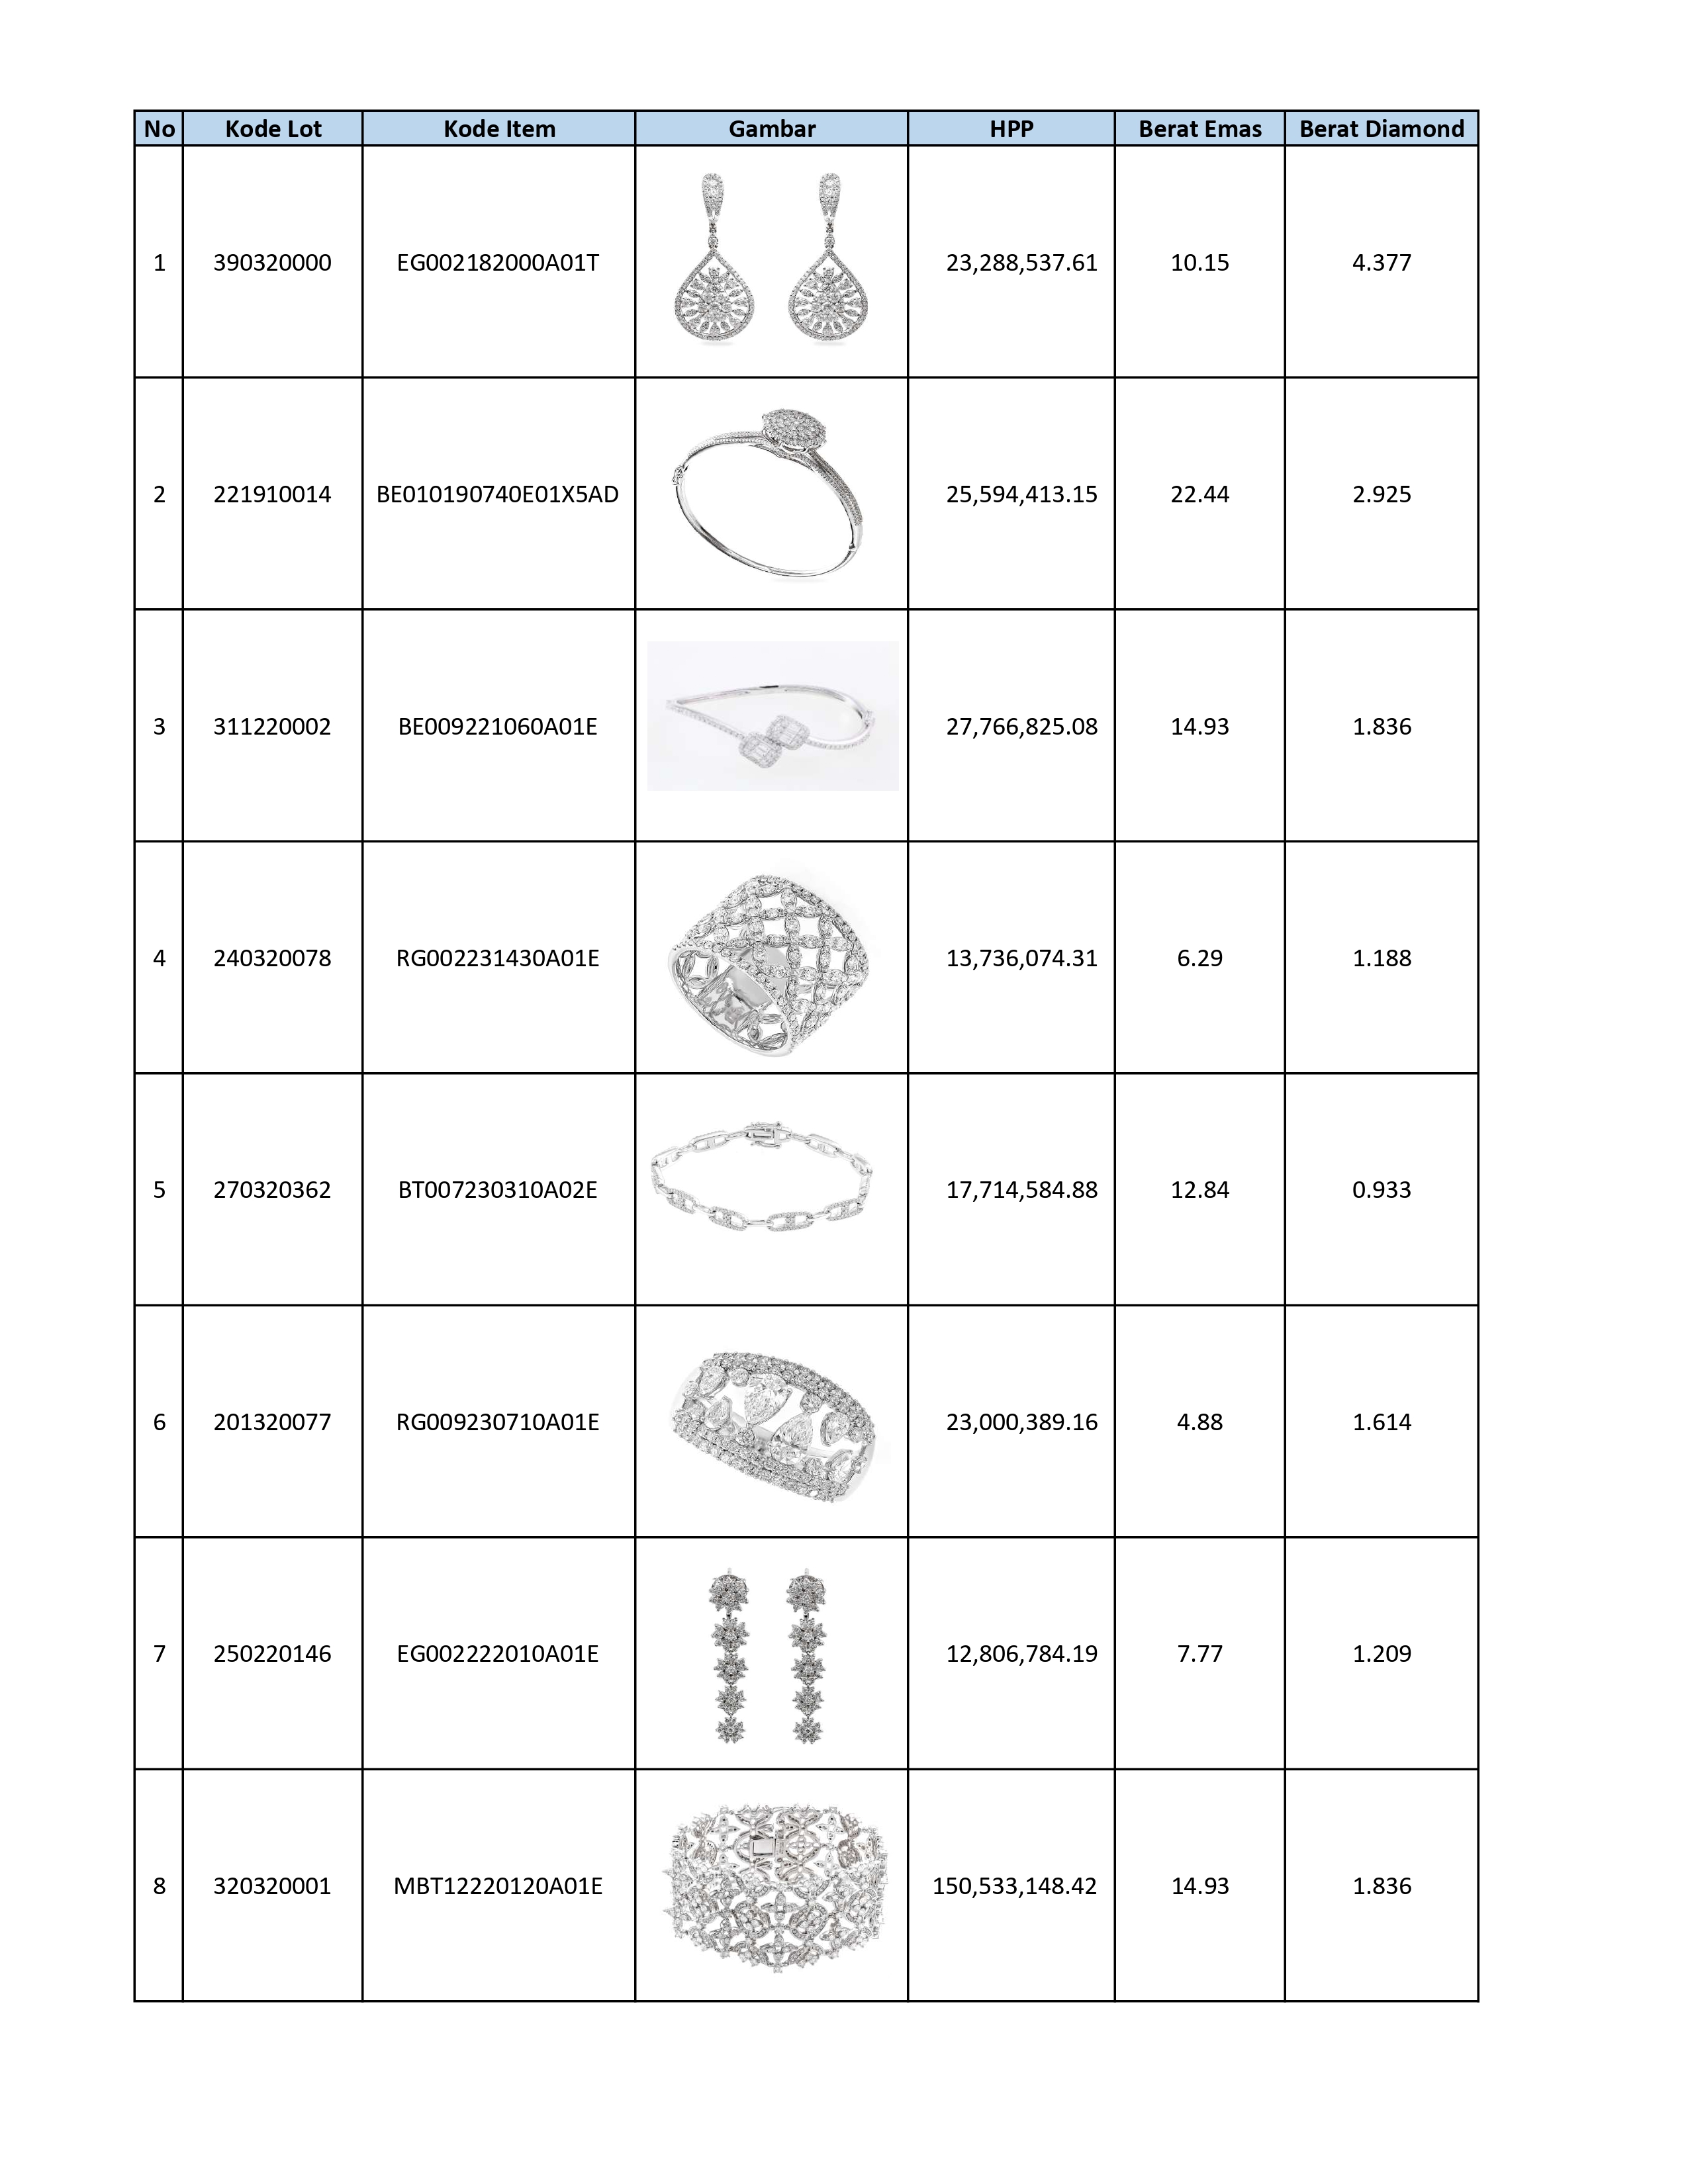 No Kode Lot Kode Item Gambar HPP Berat Emas Berat Diamond
1 390320000 EG002182000A01T 23,288,537.61 10.15 4.377
2 221910014 BE010190740E01X5AD 25,594,413.15 22.44 2.925
3 311220002 BE009221060A01E 27,766,825.08 14.93 1.836
4 240320078 RG002231430A01E 13,736,074.31 6.29 1.188
5 270320362 BT007230310A02E 17,714,584.88 12.84 0.933
6 201320077 RG009230710A01E 23,000,389.16 4.88 1.614
7 250220146 EG002222010A01E 12,806,784.19 7.77 1.209
8 320320001 MBT12220120A01E 150,533,148.42 14.93 1.836